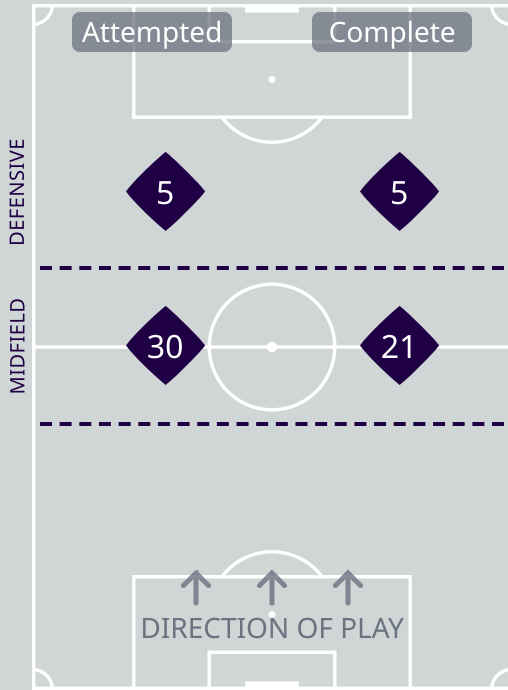 Attempted Complete
DEFENSIVE
5 5
MIDFIELD
30 21
DIRECTION OF PLAY